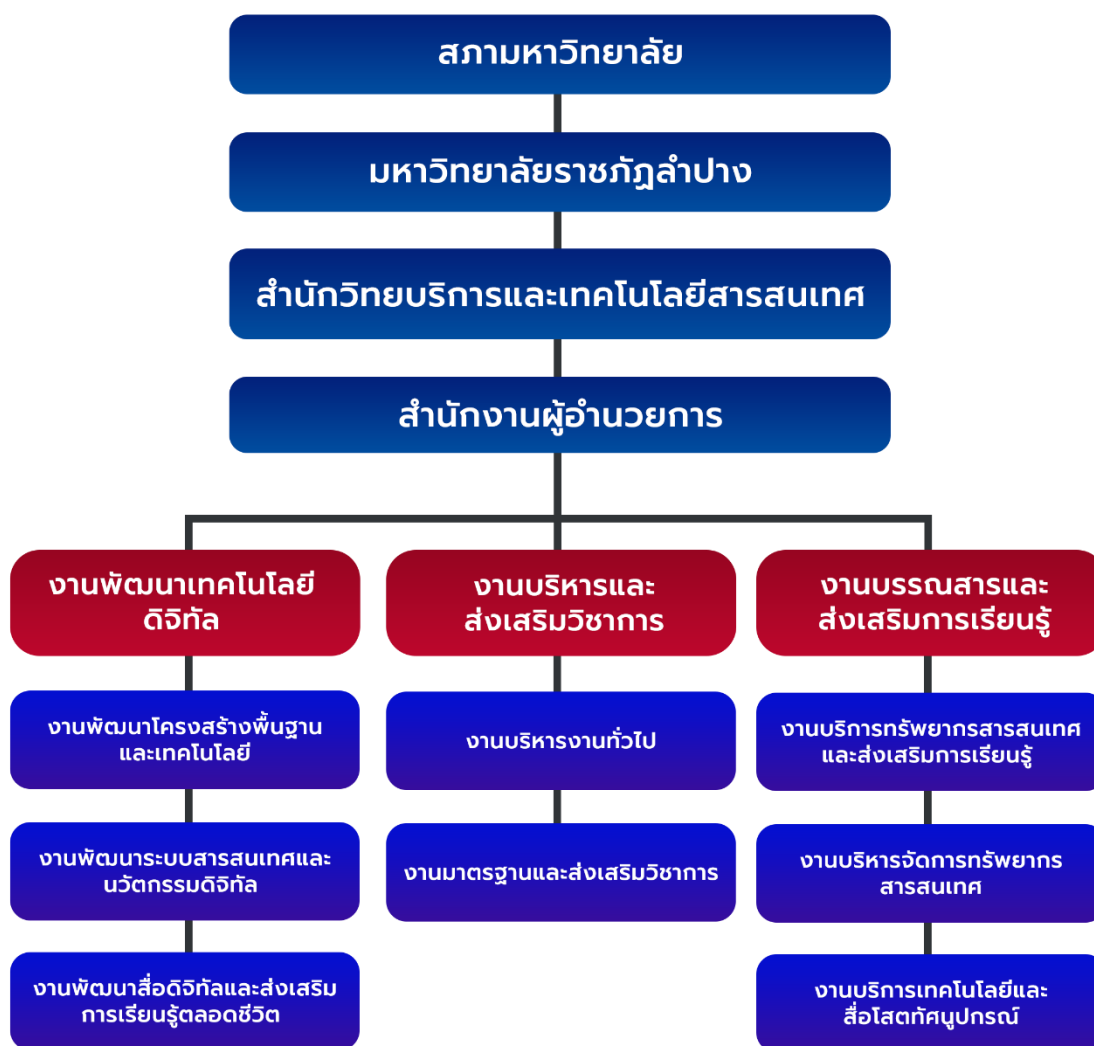 สภามหาวิทยาลัย
มหาวิทยาลัยราชภัฏลำปาง
สำนักวิทยบริการและเทคโนโลยีสารสนเทศ
สำนักงานผู้อำนวยการ
งานพัฒนาเทคโนโลยี
ดิจิทัล
งานพัฒนาโครงสร้างพื้นฐาน
และเทคโนโลยี
งานพัฒนาระบบสารสนเทศและ
นวัตกรรมดิจิทัล
งานพัฒนาสื่อดิจิทัลและส่งเสริม
การเรียนรู้ตลอดชีวิต
งานบริหารและ
ส่งเสริมวิชาการ
งานบริหารงานทั่วไป
งานมาตรฐานและส่งเสริมวิชาการ
งานบรรณสารและ
ส่งเสริมการเรียนรู้
งานบริการทรัพยากรสารสนเทศ
และส่งเสริมการเรียนรู้
งานบริหารจัดการทรัพยากร
สารสนเทศ
งานบริการเทคโนโลยีและ
สื่อโสตทัศนูปกรณ์